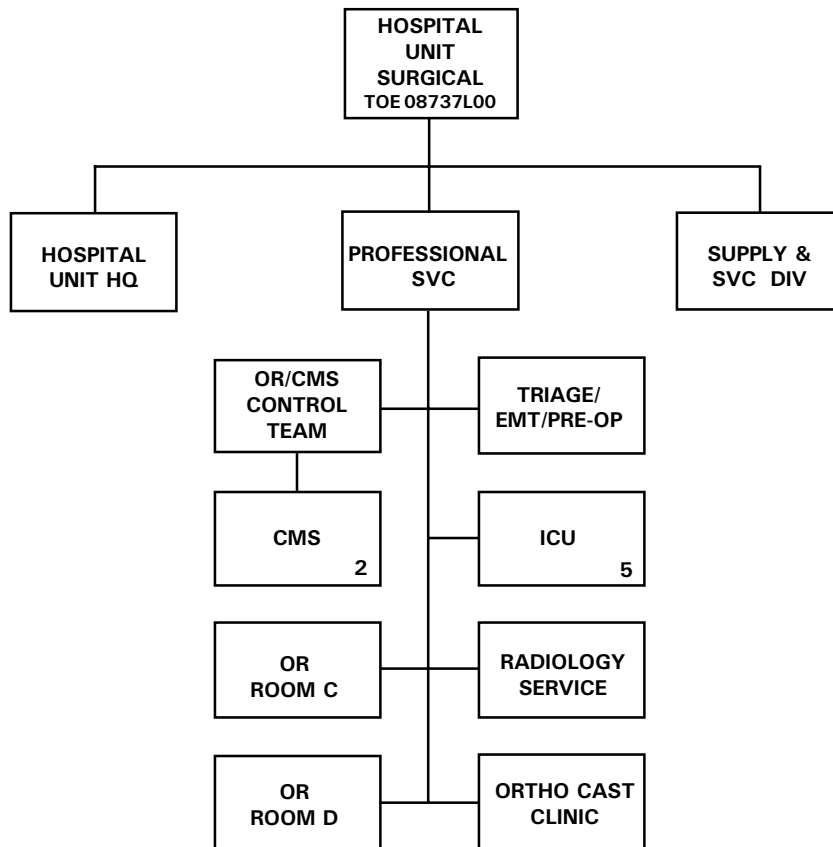 HOSPITAL
UNIT
SURGICAL
TOE 08737L00
HOSPITAL
UNIT HQ
PROFESSIONAL
SVC
SUPPLY &
SVC DIV
OR/CMS
CONTROL
TEAM
TRIAGE/
EMT/PRE-OP
CMS
2
ICU
5
OR
ROOM C
RADIOLOGY
SERVICE
OR
ROOM D
ORTHO CAST
CLINIC